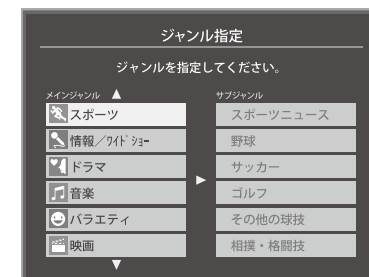 ジャンル指定
ジャンルを指定してください。
メインジャンル
サブジャンル
スポーツ
情報／ワイドショー
ドラマ
音楽
バラエティ
映画
スポーツニュース
野球
サッカー
ゴルフ
その他の球技
相撲・格闘技